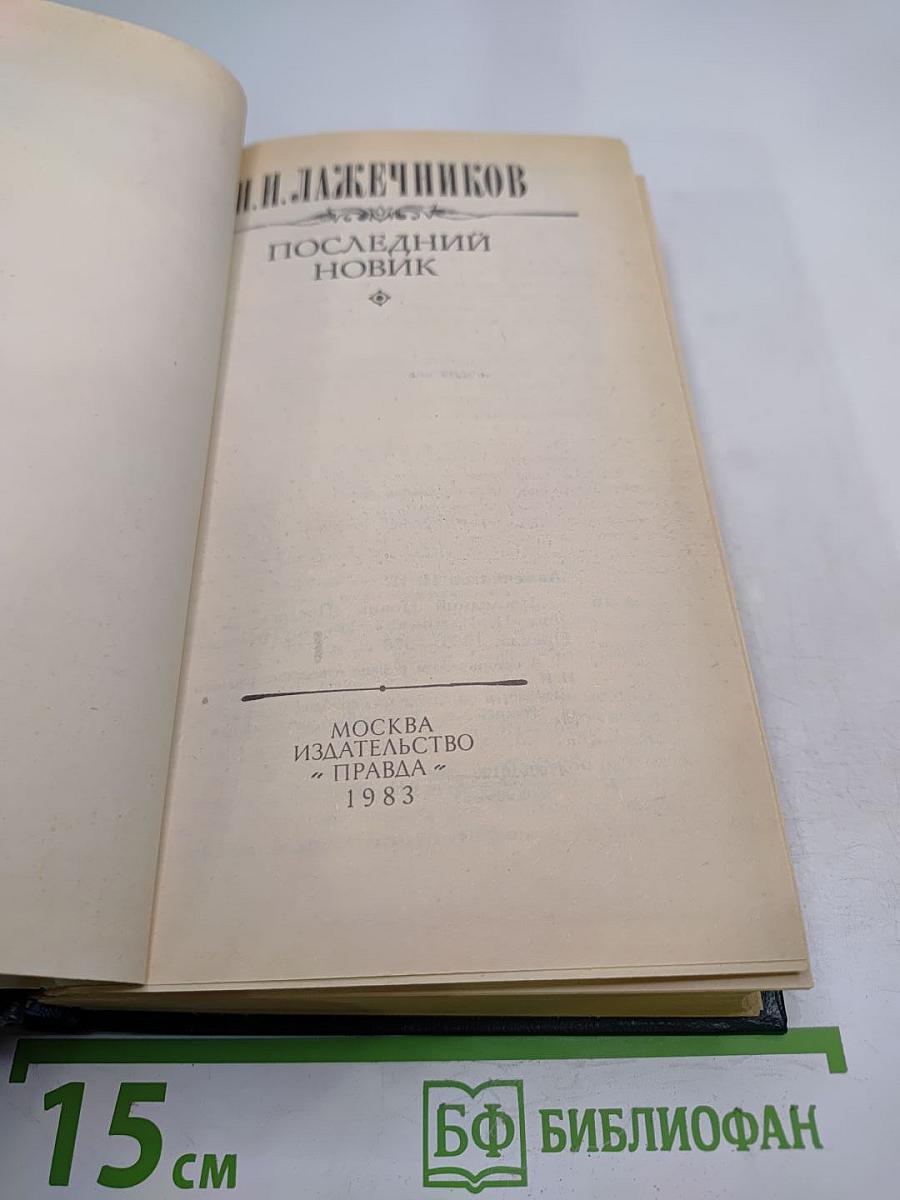 И. И. ЛАЖЕЧНИКОВ
ПОСЛЕДНИЙ
НОВИК
МОСКВА
ИЗДАТЕЛЬСТВО
„ ПРАВДА “
1983
15 СМ
БФ БИБЛИОФАН